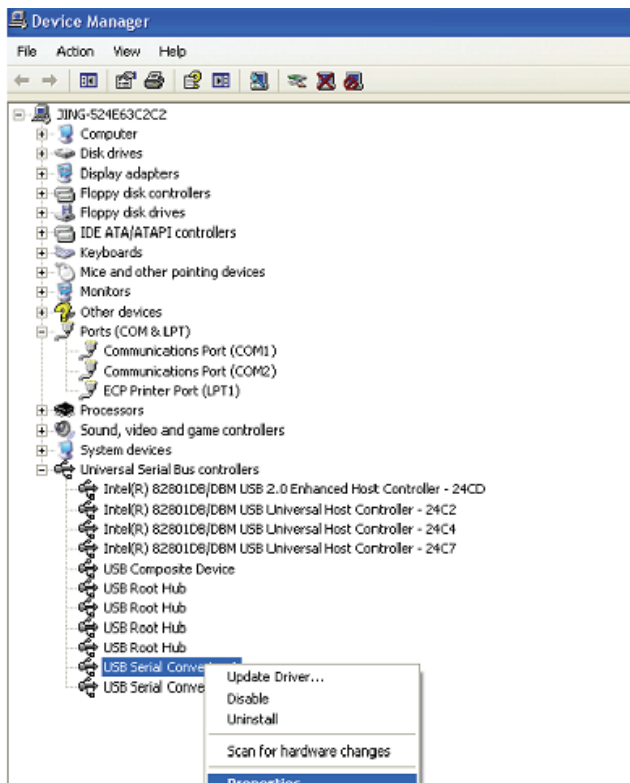 Device Manager
File Action View Help
JING-524E63C2C2
Computer
Disk drives
Display adapters
Floppy disk controllers
Floppy disk drives
IDE ATA/ATAPI controllers
Keyboards
Mice and other pointing devices
Monitors
Other devices
Ports (COM & LPT)
Communications Port (COM1)
Communications Port (COM2)
ECP Printer Port (LPT1)
Processors
Sound, video and game controllers
System devices
Universal Serial Bus controllers
Intel(R) 82801DB/DBM USB 2.0 Enhanced Host Controller - 24CD
Intel(R) 82801DB/DBM USB Universal Host Controller - 24C2
Intel(R) 82801DB/DBM USB Universal Host Controller - 24C4
Intel(R) 82801DB/DBM USB Universal Host Controller - 24C7
USB Composite Device
USB Root Hub
USB Root Hub
USB Root Hub
USB Root Hub
USB Serial Conve
USB Serial Conve
Update Driver...
Disable
Uninstall
Scan for hardware changes
Properties